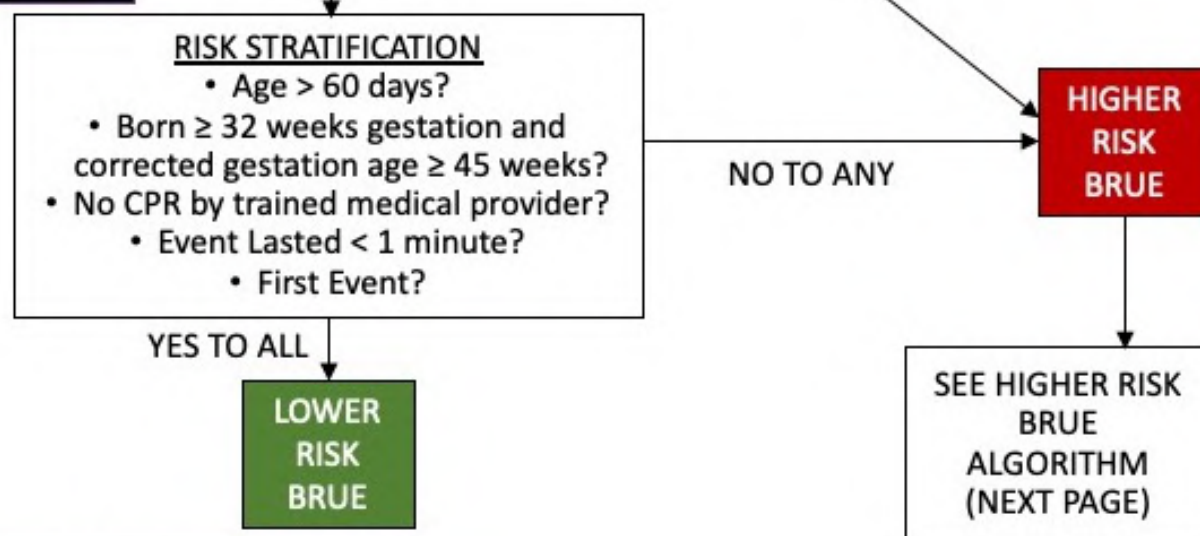 RISK STRATIFICATION
• Age > 60 days?
• Born ≥ 32 weeks gestation and
corrected gestation age ≥ 45 weeks?
• No CPR by trained medical provider?
• Event Lasted < 1 minute?
• First Event?
NO TO ANY
HIGHER
RISK
BRUE
YES TO ALL
LOWER
RISK
BRUE
SEE HIGHER RISK
BRUE
ALGORITHM
(NEXT PAGE)